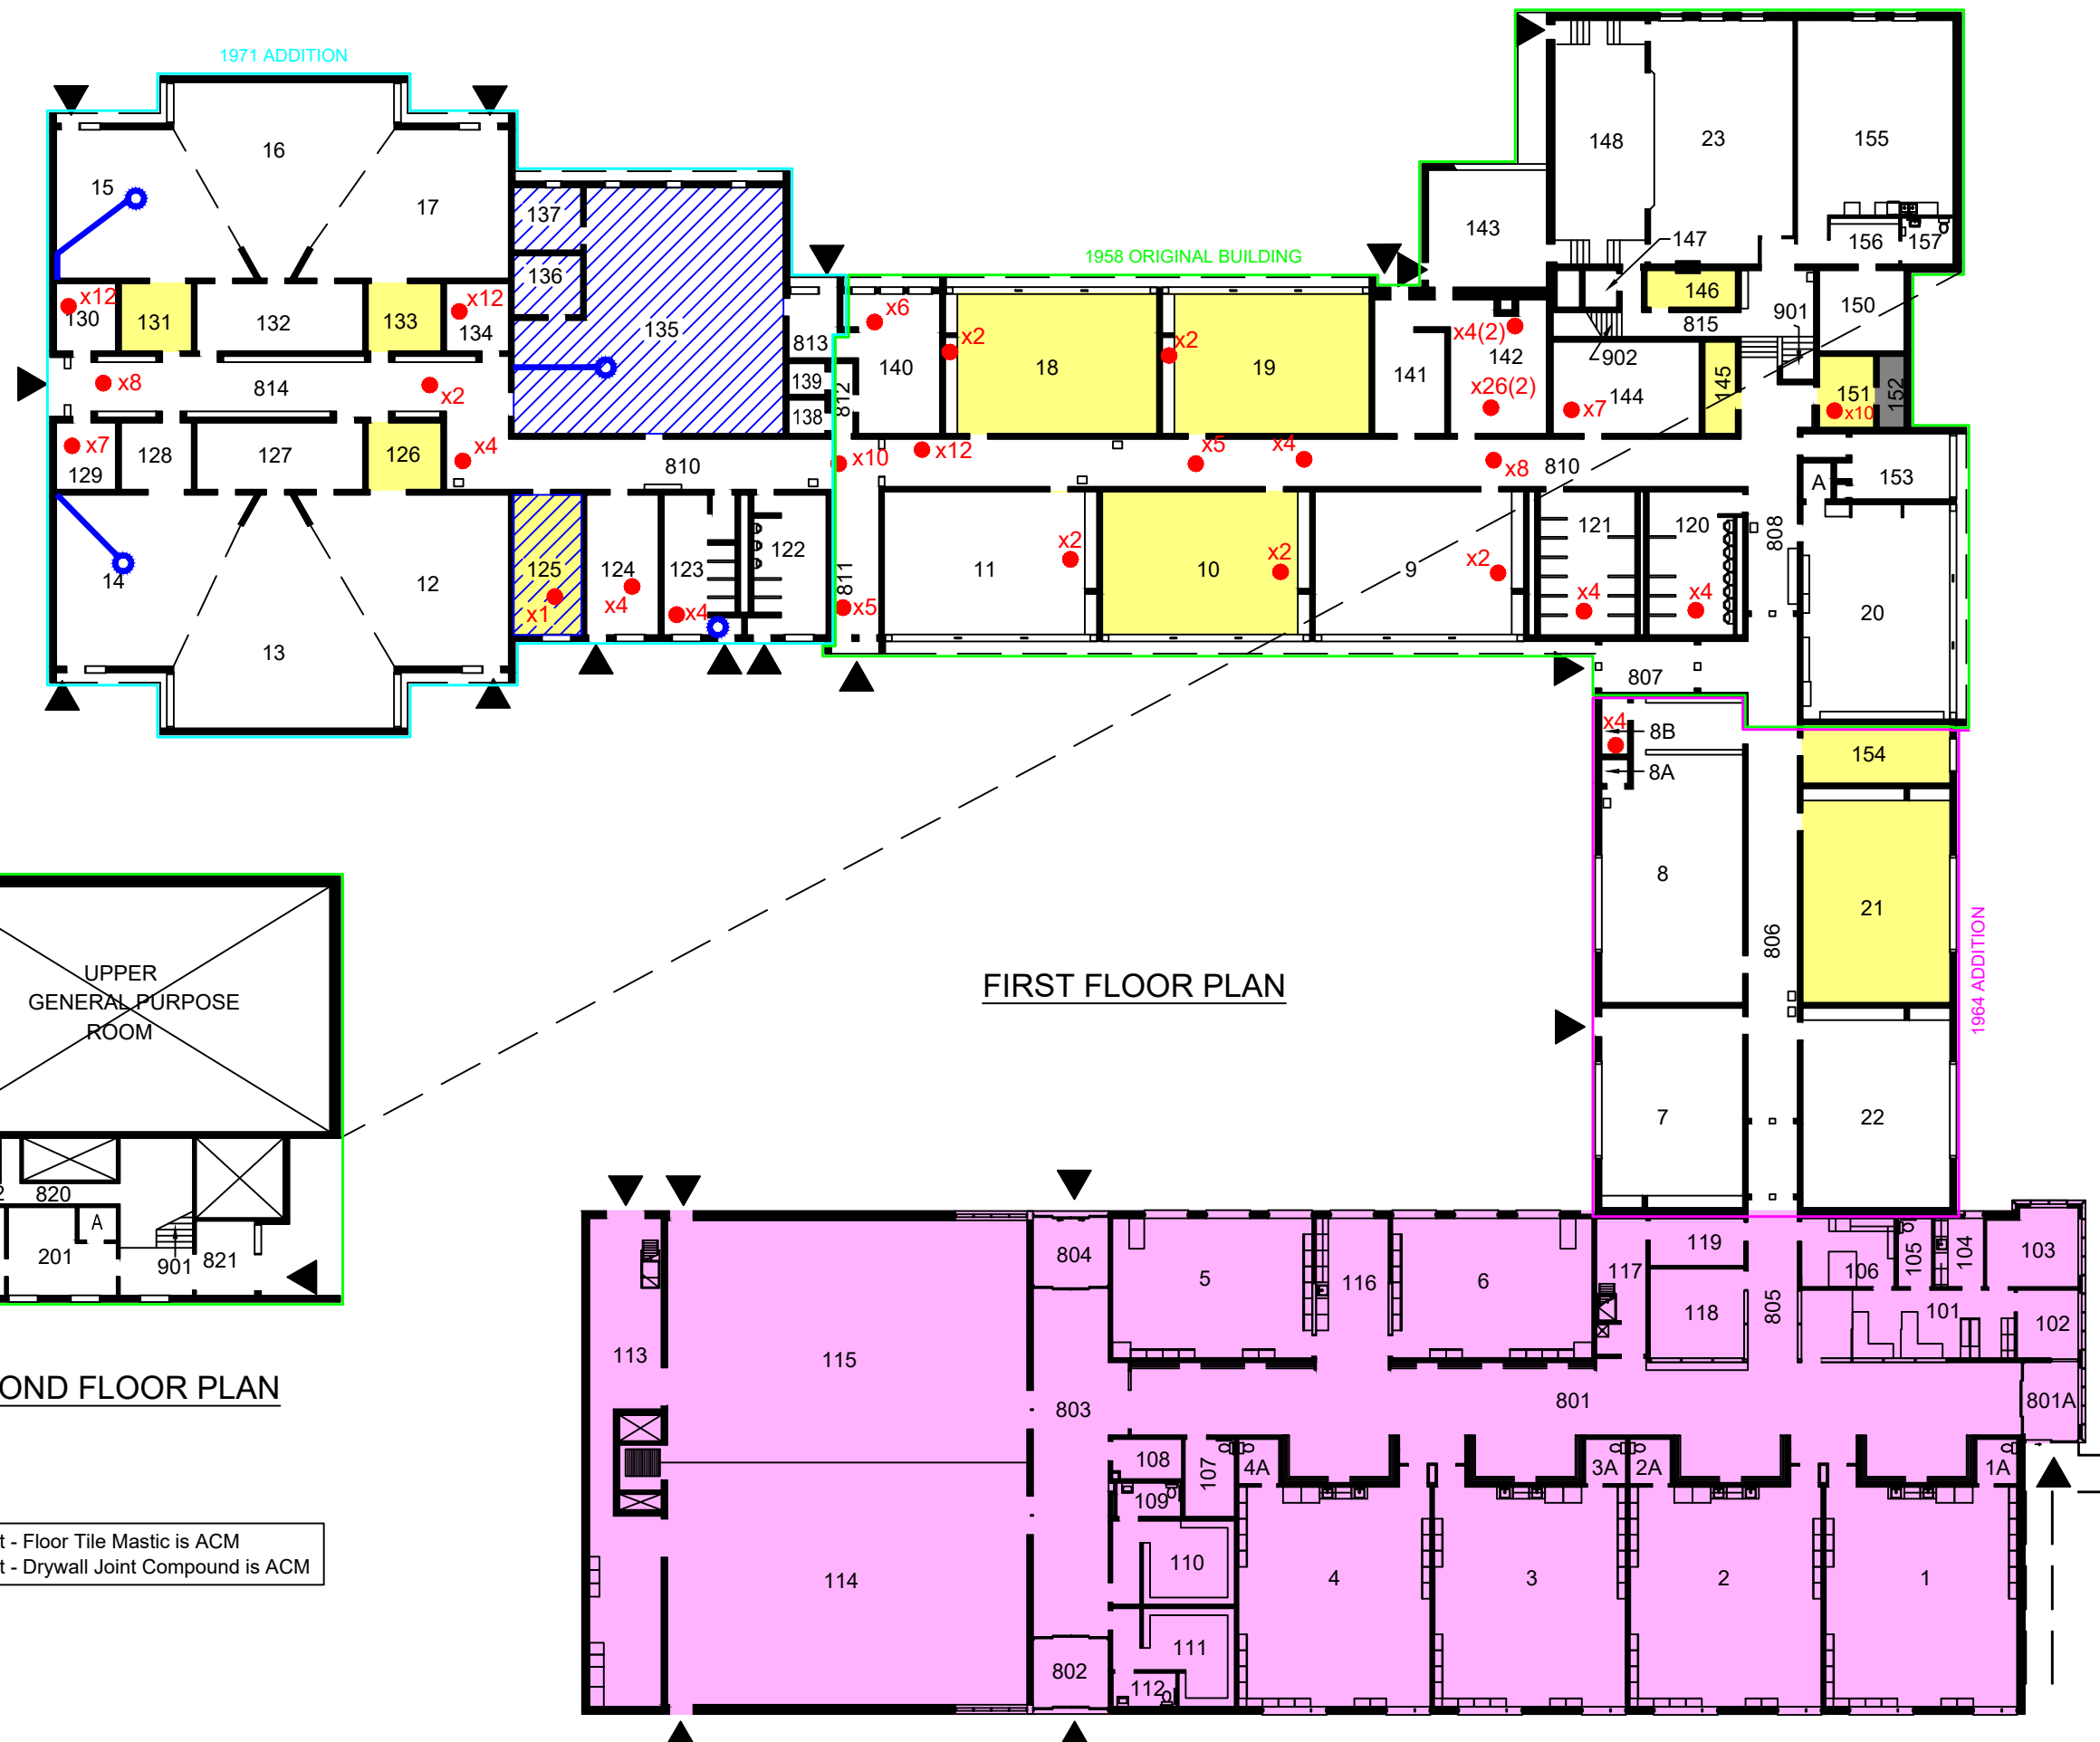 1971 ADDITION
16
15
17
148
23
155
143
147
156
157
1958 ORIGINAL BUILDING
137
136
135
146
150
901
815
902
x12
130
131
132
133
x12
134
813
139
138
812
x6
140
x2
18
x2
19
141
x4(2)
142
x26(2)
x7
144
145
151
x10
152
x8
814
x2
x7
129
128
127
126
x4
810
x10
x12
x5
x4
x8
810
A
153
14
12
13
125
x1
124
x4
123
x4
122
811
x5
11
x2
10
x2
9
x2
121
x4
120
x4
808
20
807
x4
8B
8A
154
8
806
21
1964 ADDITION
7
22
FIRST FLOOR PLAN
UPPER
GENERAL PURPOSE
ROOM
2
820
A
201
901
821
OND FLOOR PLAN
t - Floor Tile Mastic is ACM
t - Drywall Joint Compound is ACM
113
115
114
804
803
802
5
116
6
117
119
118
805
106
105
104
103
101
102
801
801A
108
107
109
110
111
112
4A
3A
2A
1A
4
3
2
1